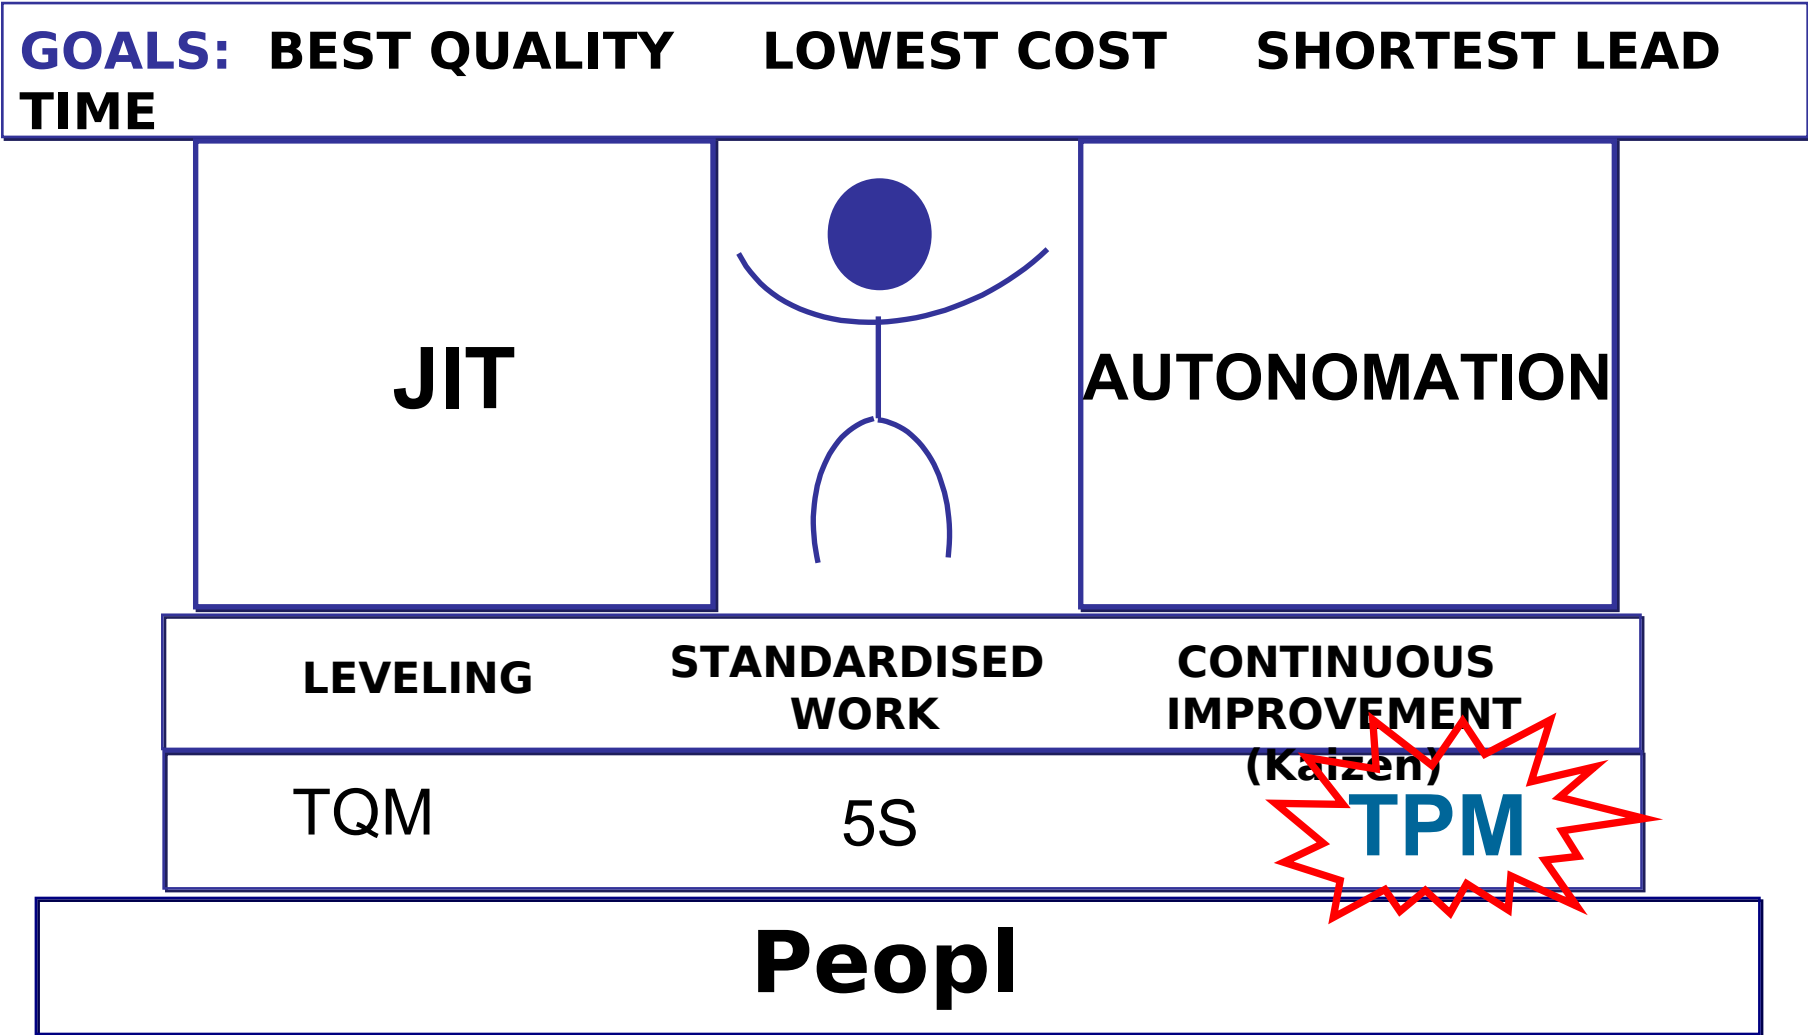 GOALS: BEST QUALITY LOWEST COST SHORTEST LEAD
TIME
JIT
AUTONOMATION
LEVELING
STANDARDISED
WORK
CONTINUOUS
IMPROVEMENT
(Kaizen)
TQM
5S
TPM
Peopl